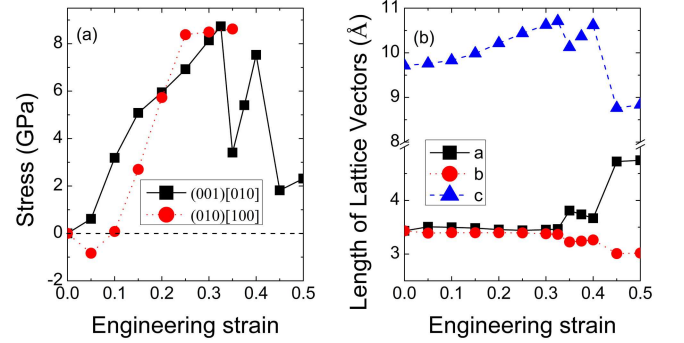 (a)
8
6
4
2
0
-2
Stress (GPa)
(001)[010]
(010)[100]
0.0 0.1 0.2 0.3 0.4 0.5
Engineering strain
(b)
11
10
9
8
4
3
Length of Lattice Vectors (Å)
a
b
c
0.0 0.1 0.2 0.3 0.4 0.5
Engineering strain